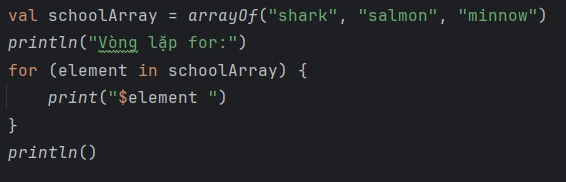 val schoolArray = arrayOf("shark", "salmon", "minnow")
println("Vòng lặp for:")
for (element in schoolArray) {
    print("$element ")
}
println()